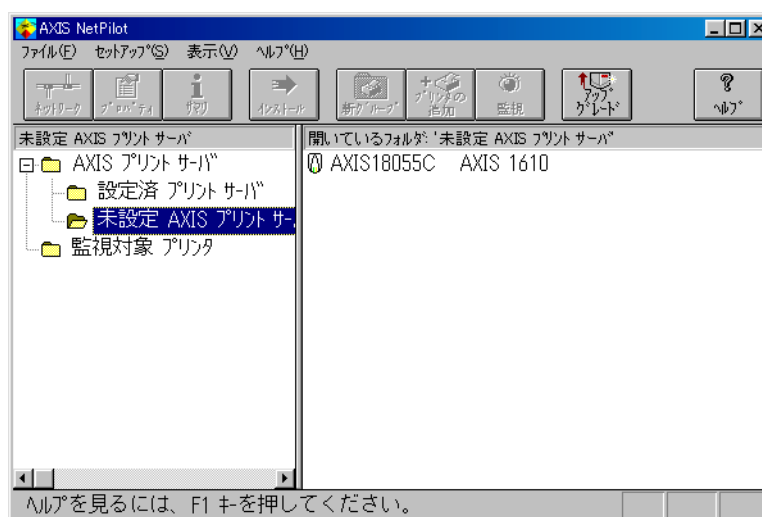 AXIS NetPilot
ファイル(F) セットアップ(S) 表示(V) ヘルプ(H)
ネットワーク プロパティ サマリ インストール 新グループ プリンタの追加 監視 アップグレード ヘルプ
未設定 AXIS プリント サーバ
開いているフォルダ: '未設定 AXIS プリント サーバ'
AXIS プリント サーバ
設定済 プリント サーバ
未設定 AXIS プリント サー
監視対象 プリンタ
AXIS18055C AXIS 1610
ヘルプを見るには、F1 キーを押してください。